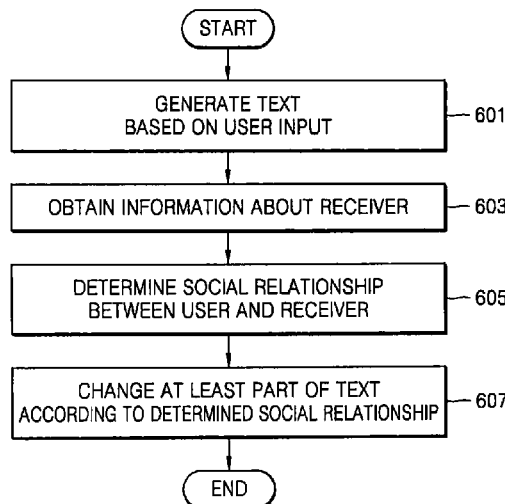 START
GENERATE TEXT
BASED ON USER INPUT
601
OBTAIN INFORMATION ABOUT RECEIVER
603
DETERMINE SOCIAL RELATIONSHIP
BETWEEN USER AND RECEIVER
605
CHANGE AT LEAST PART OF TEXT
ACCORDING TO DETERMINED SOCIAL RELATIONSHIP
607
END